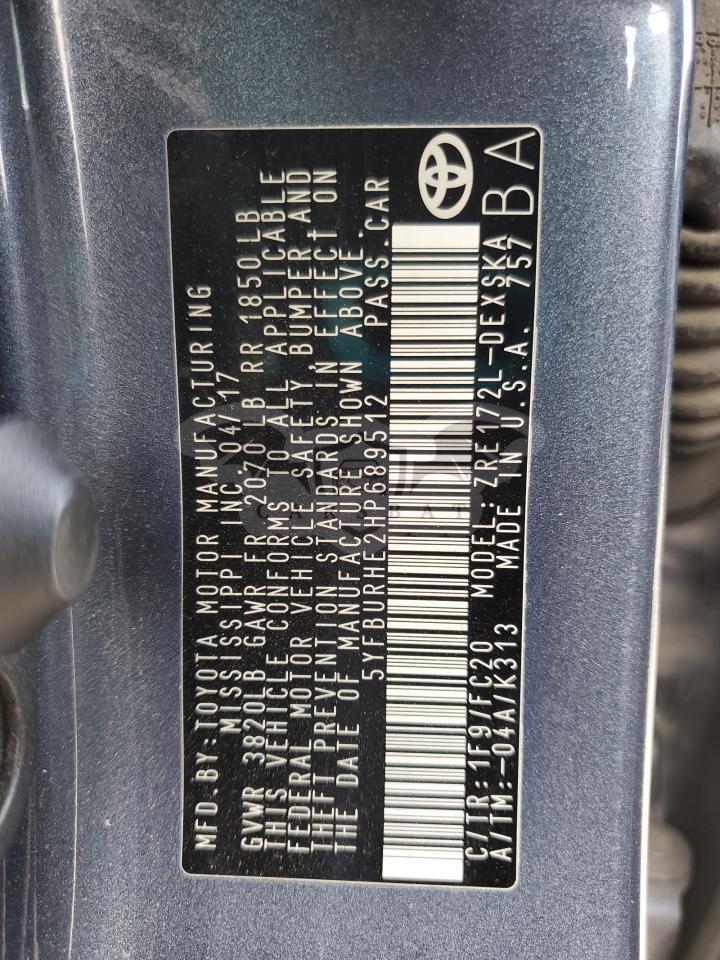 MFD.BY:TOYOTA MOTOR MANUFACTURING
MISSISSIPPI INC. 04/17
GVWR 3820LB GAWR FR 2020 LB RR 1850LB
THIS VEHICLE CONFORMS TO ALL APPLICABLE
FEDERAL MOTOR VEHICLE SAFETY, BUMPER AND
THEFT PREVENTION STANDARDS IN EFFECT ON
THE DATE OF MANUFACTURE SHOWN ABOVE.
5YFBURHE2HP689512 PASS.CAR
C/TR:1F9/FC20 MODEL:ZRE172L-DEXSKA
A/TM:-04A/K313 MADE IN U.S.A. 757
BA